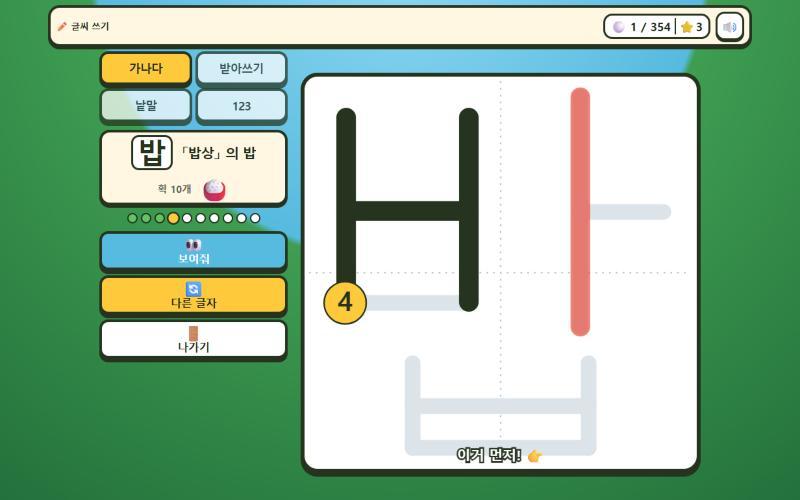 글씨 쓰기
1 / 354
3
가나다
받아쓰기
낱말
123
밥 「밥상」의 밥
획 10개
보여줘
다른 글자
나가기
4
이거 먼저!